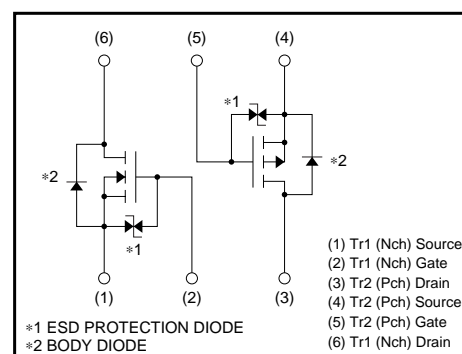 (6) (5) (4)
*1
*2 *2
*1
(1) (2) (3)
(1) Tr1 (Nch) Source
(2) Tr1 (Nch) Gate
(3) Tr2 (Pch) Drain
(4) Tr2 (Pch) Source
(5) Tr2 (Pch) Gate
(6) Tr1 (Nch) Drain
*1 ESD PROTECTION DIODE
*2 BODY DIODE